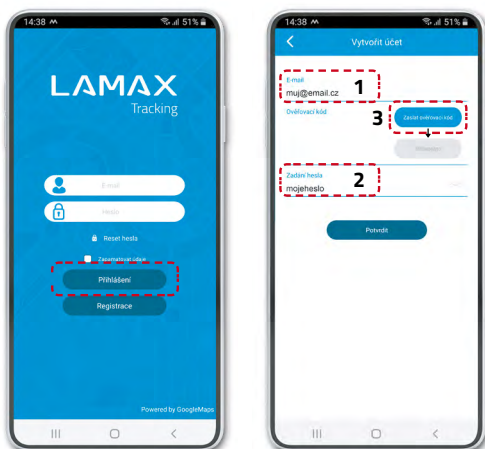 14:38 51%
LAMAX
Tracking
E-mail
Heslo
Reset hesla
Zapamatovat údaje
Přihlášení
Registrace
Powered by GoogleMaps
14:38 51%
Vytvořit účet
E-mail
muj@email.cz
1
Ověřovací kód
3
Zaslat ověřovací kód
Zadání hesla
mojeheslo
2
Potvrdit